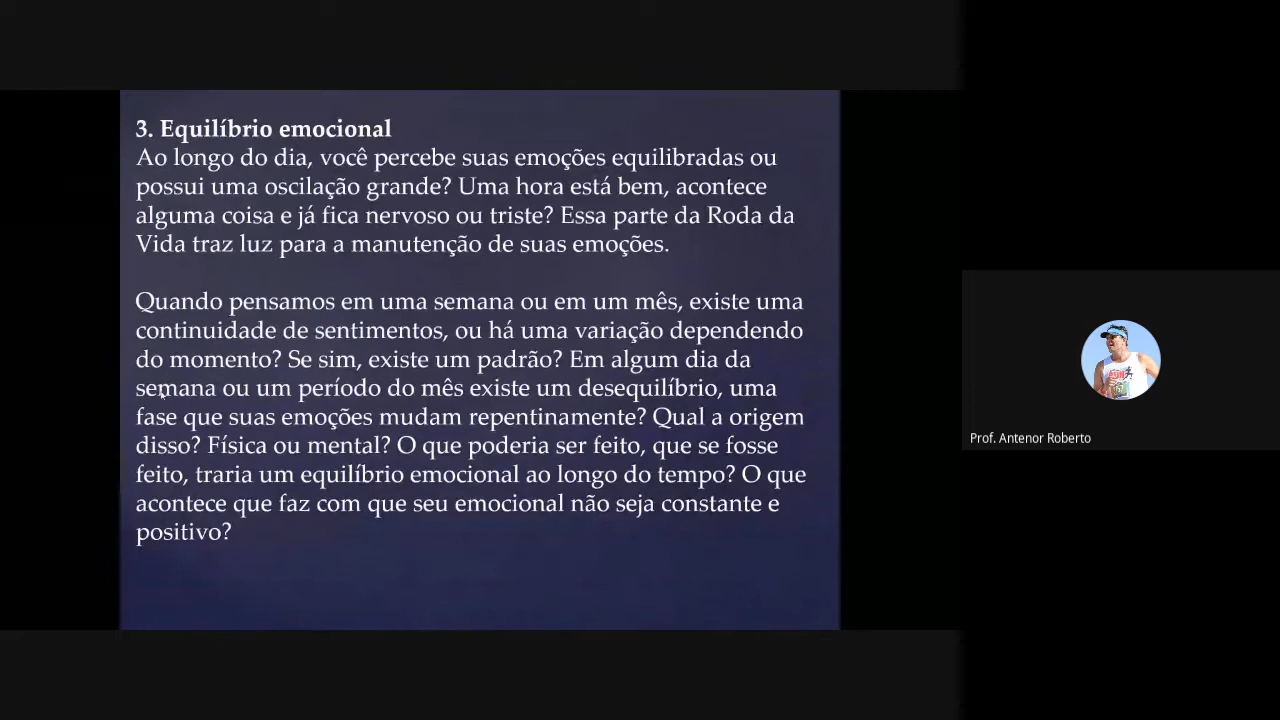 3. Equilíbrio emocional
Ao longo do dia, você percebe suas emoções equilibradas ou
possui uma oscilação grande? Uma hora está bem, acontece
alguma coisa e já fica nervoso ou triste? Essa parte da Roda da
Vida traz luz para a manutenção de suas emoções.
Quando pensamos em uma semana ou em um mês, existe uma
continuidade de sentimentos, ou há uma variação dependendo
do momento? Se sim, existe um padrão? Em algum dia da
semana ou um período do mês existe um desequilíbrio, uma
fase que suas emoções mudam repentinamente? Qual a origem
disso? Física ou mental? O que poderia ser feito, que se fosse
feito, traria um equilíbrio emocional ao longo do tempo? O que
acontece que faz com que seu emocional não seja constante e
positivo?
Prof. Antenor Roberto